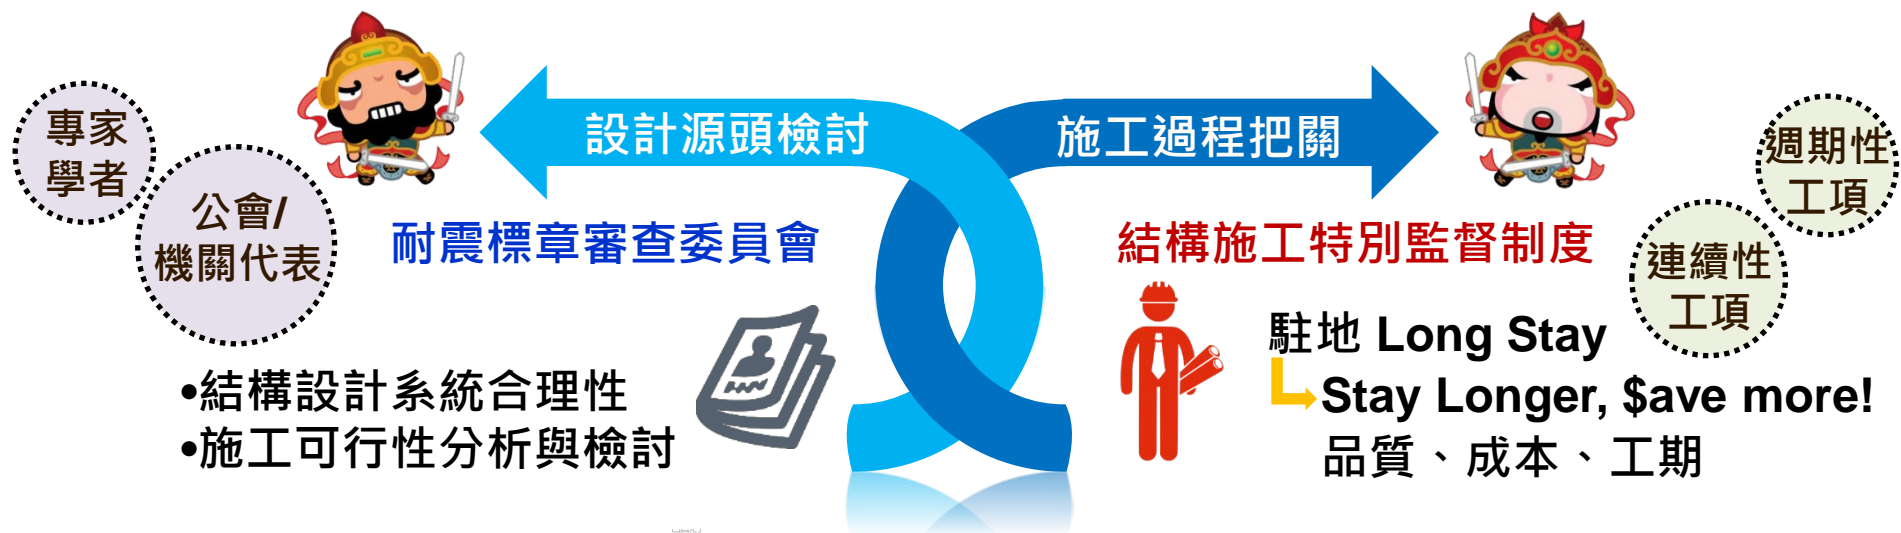 專家
學者
公會/
機關代表
設計源頭檢討
耐震標章審查委員會
•結構設計系統合理性
•施工可行性分析與檢討
施工過程把關
結構施工特別監督制度
週期性
工項
連續性
工項
駐地 Long Stay
Stay Longer, $ave more!
品質、成本、工期